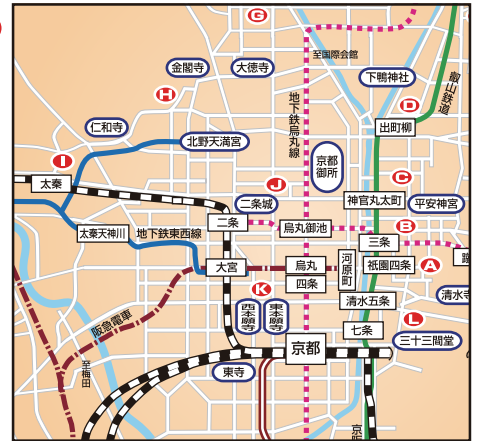 G
至国際会館
金閣寺
大徳寺
下鴨神社
叡山鉄道
H
地下鉄烏丸線
D
仁和寺
北野天満宮
出町柳
京都
御所
I
太秦
J
C
二条城
神宮丸太町
平安神宮
二条
烏丸御池
B
太秦天神川
地下鉄東西線
三条
河原町
大宮
烏丸
祇園四条
A
四条
K
清水寺
西本願寺
東本願寺
清水五条
阪急電車
L
七条
三十三間堂
京都
至梅田
東寺
京阪